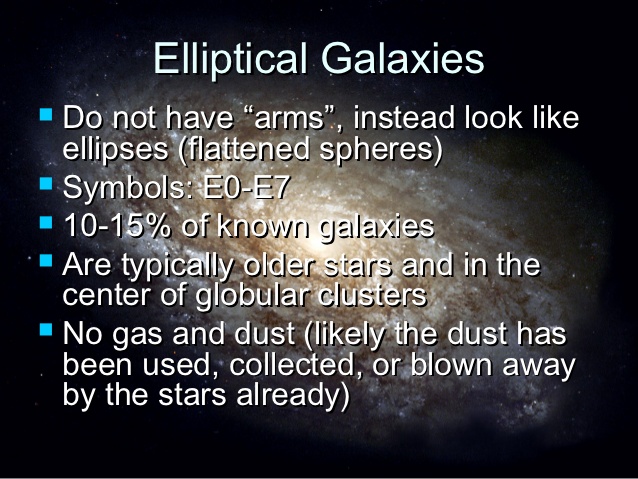 Elliptical Galaxies
Do not have “arms”, instead look like
ellipses (flattened spheres)
Symbols: E0-E7
10-15% of known galaxies
Are typically older stars and in the
center of globular clusters
No gas and dust (likely the dust has
been used, collected, or blown away
by the stars already)